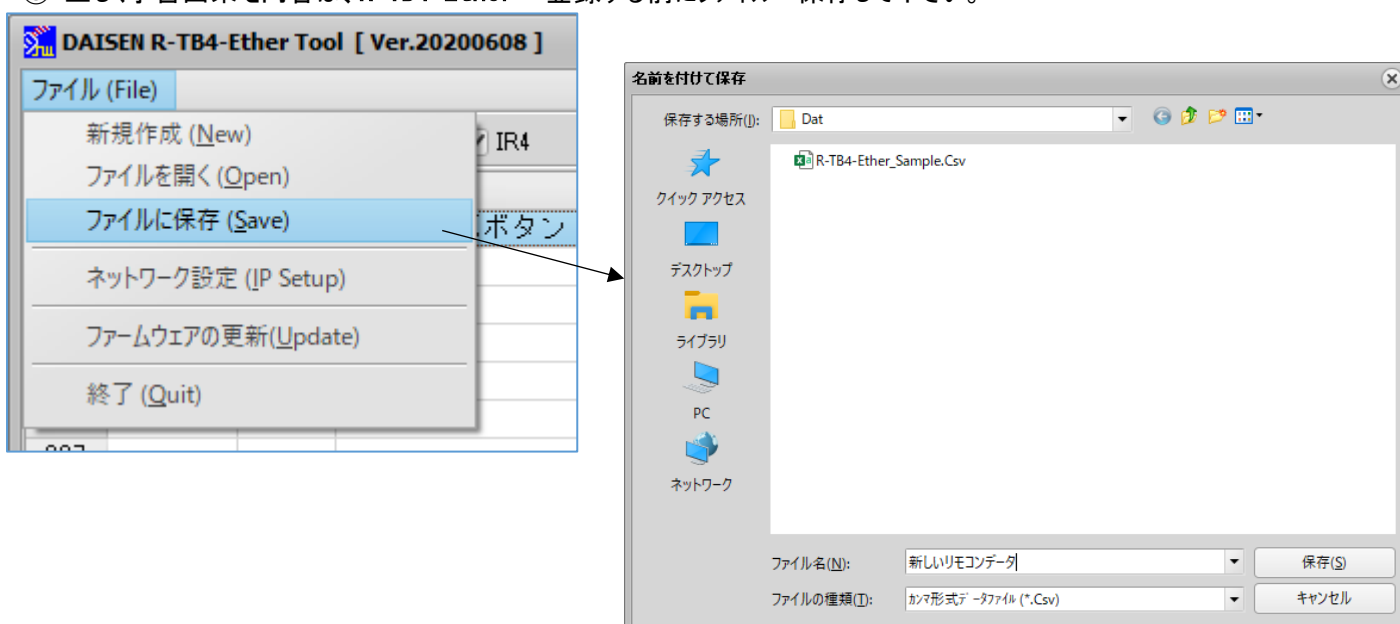 DAISEN R-TB4-Ether Tool [ Ver.20200608 ]
ファイル (File)
新規作成 (New)
ファイルを開く (Open)
ファイルに保存 (Save)
ネットワーク設定 (IP Setup)
ファームウェアの更新(Update)
終了 (Quit)
IR4
ボタン
名前を付けて保存
保存する場所(I):
Dat
R-TB4-Ether_Sample.Csv
クイック アクセス
デスクトップ
ライブラリ
PC
ネットワーク
ファイル名(N):
新しいリモコンデータ
保存(S)
ファイルの種類(T):
カンマ形式データファイル (*.Csv)
キャンセル